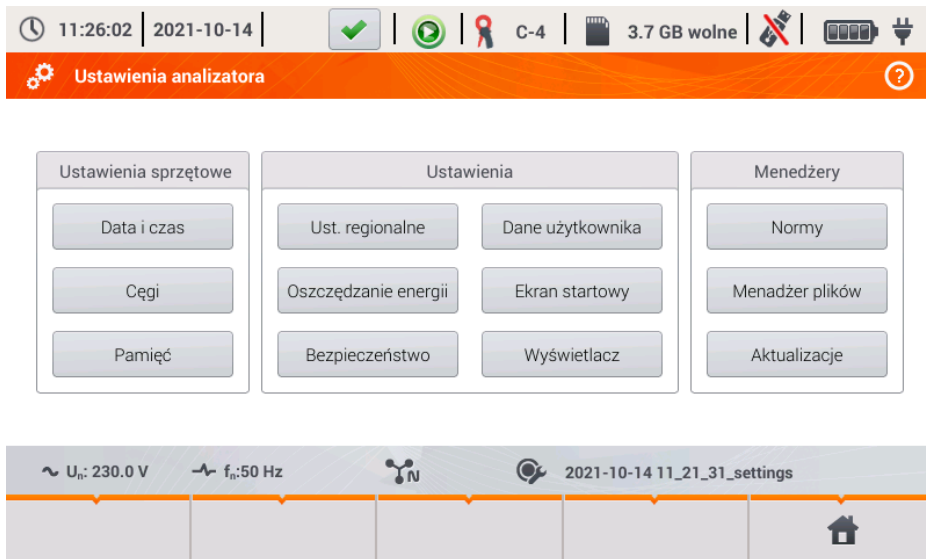 11:26:02 2021-10-14 C-4 3.7 GB wolne
Ustawienia analizatora ?
Ustawienia sprzętowe
Data i czas
Cęgi
Pamięć
Ustawienia
Ust. regionalne Dane użytkownika
Oszczędzanie energii Ekran startowy
Bezpieczeństwo Wyświetlacz
Menedżery
Normy
Menadżer plików
Aktualizacje
Un: 230.0 V fn:50 Hz N 2021-10-14 11_21_31_settings